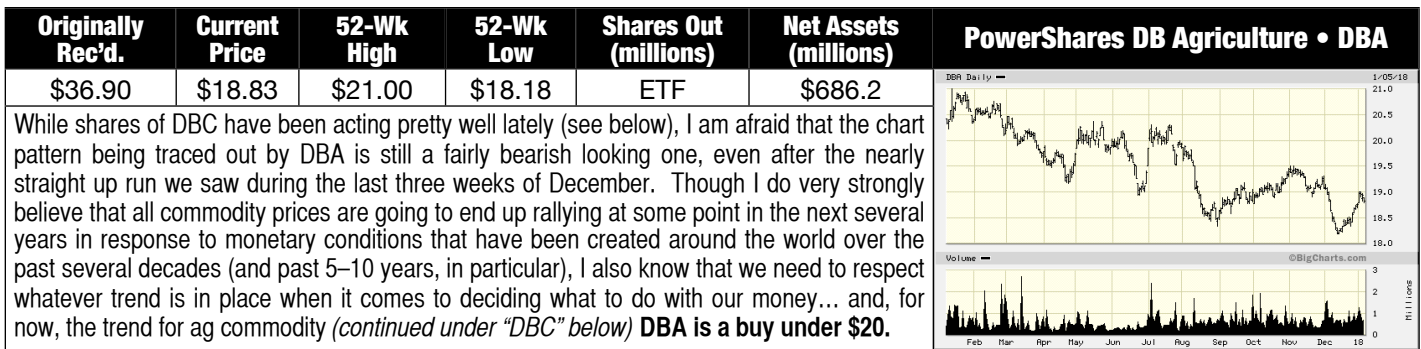 Originally Rec'd.
Current Price
52-Wk High
52-Wk Low
Shares Out (millions)
Net Assets (millions)
PowerShares DB Agriculture • DBA
$36.90
$18.83
$21.00
$18.18
ETF
$686.2
While shares of DBC have been acting pretty well lately (see below), I am afraid that the chart
pattern being traced out by DBA is still a fairly bearish looking one, even after the nearly
straight up run we saw during the last three weeks of December. Though I do very strongly
believe that all commodity prices are going to end up rallying at some point in the next several
years in response to monetary conditions that have been created around the world over the
past several decades (and past 5–10 years, in particular), I also know that we need to respect
whatever trend is in place when it comes to deciding what to do with our money… and, for
now, the trend for ag commodity (continued under “DBC” below) DBA is a buy under $20.
DBA Daily
1/05/18
21.0
20.5
20.0
19.5
19.0
18.5
18.0
Volume
©BigCharts.com
3
2
1
0
Millions
Feb Mar Apr May Jun Jul Aug Sep Oct Nov Dec 18